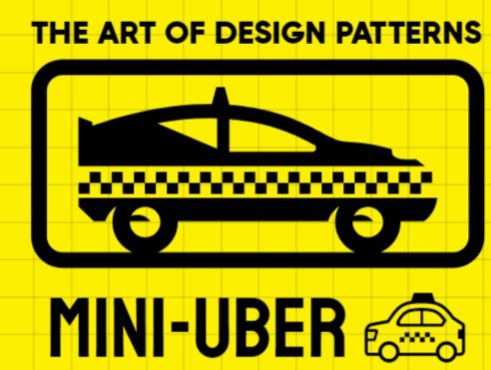 THE ART OF DESIGN PATTERNS
MINI-UBER